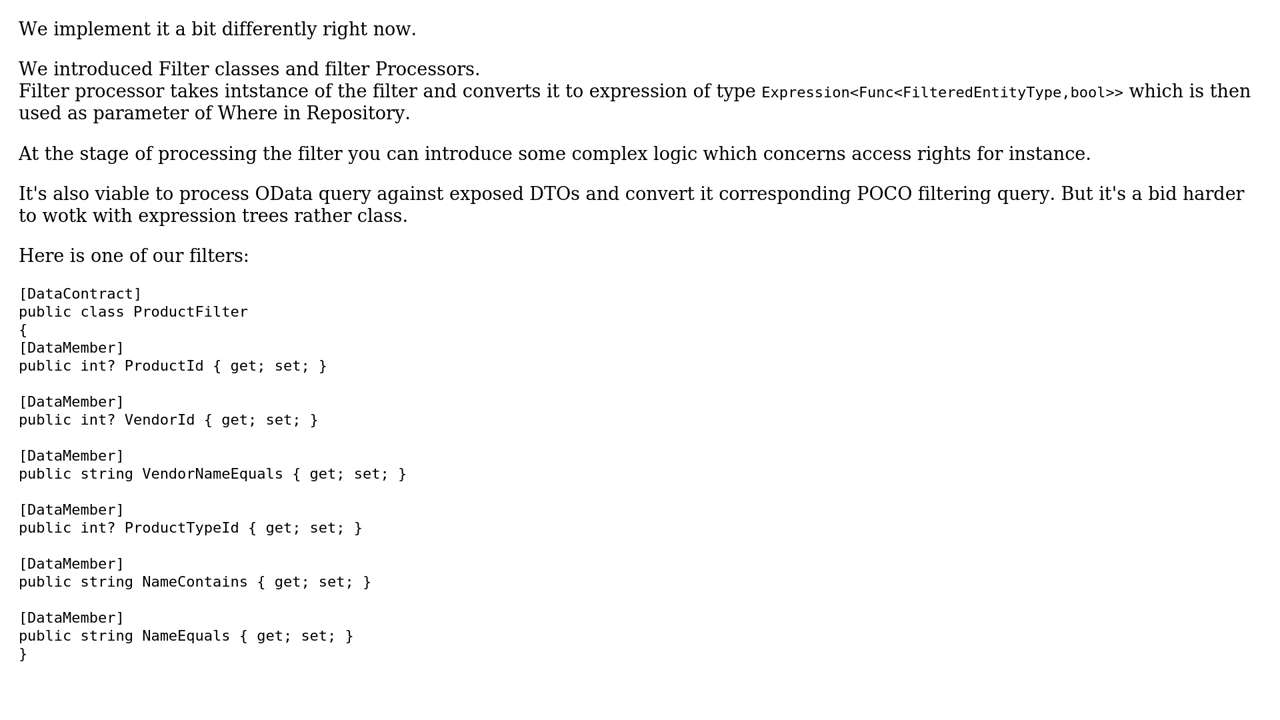 We implement it a bit differently right now.
We introduced Filter classes and filter Processors.
Filter processor takes intstance of the filter and converts it to expression of type Expression<Func<FilteredEntityType,bool>> which is then
used as parameter of Where in Repository.
At the stage of processing the filter you can introduce some complex logic which concerns access rights for instance.
It's also viable to process OData query against exposed DTOs and convert it corresponding POCO filtering query. But it's a bid harder
to wotk with expression trees rather class.
Here is one of our filters:
[DataContract]
public class ProductFilter
{
[DataMember]
public int? ProductId { get; set; }
[DataMember]
public int? VendorId { get; set; }
[DataMember]
public string VendorNameEquals { get; set; }
[DataMember]
public int? ProductTypeId { get; set; }
[DataMember]
public string NameContains { get; set; }
[DataMember]
public string NameEquals { get; set; }
}